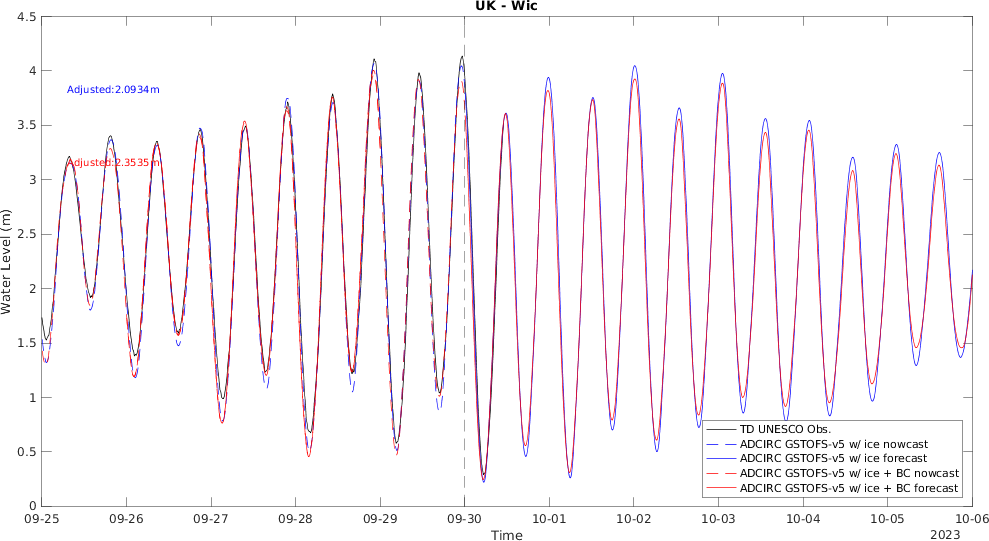 UK - Wic
4.5
4
3.5
3
2.5
2
1.5
1
0.5
0
Water Level (m)
Adjusted:2.0934m
Adjusted:2.3535m
TD UNESCO Obs.
ADCIRC GSTOFS-v5 w/ ice nowcast
ADCIRC GSTOFS-v5 w/ ice forecast
ADCIRC GSTOFS-v5 w/ ice + BC nowcast
ADCIRC GSTOFS-v5 w/ ice + BC forecast
09-25 09-26 09-27 09-28 09-29 09-30 10-01 10-02 10-03 10-04 10-05 10-06
Time
2023